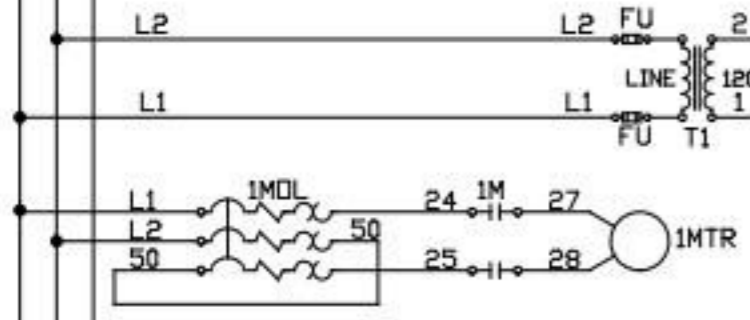 L2 L2 FU 2
LINE 120
L1 L1 1
FU T1
1MOL
L1 24 1M 27
L2 50 1MTR
50 25 28